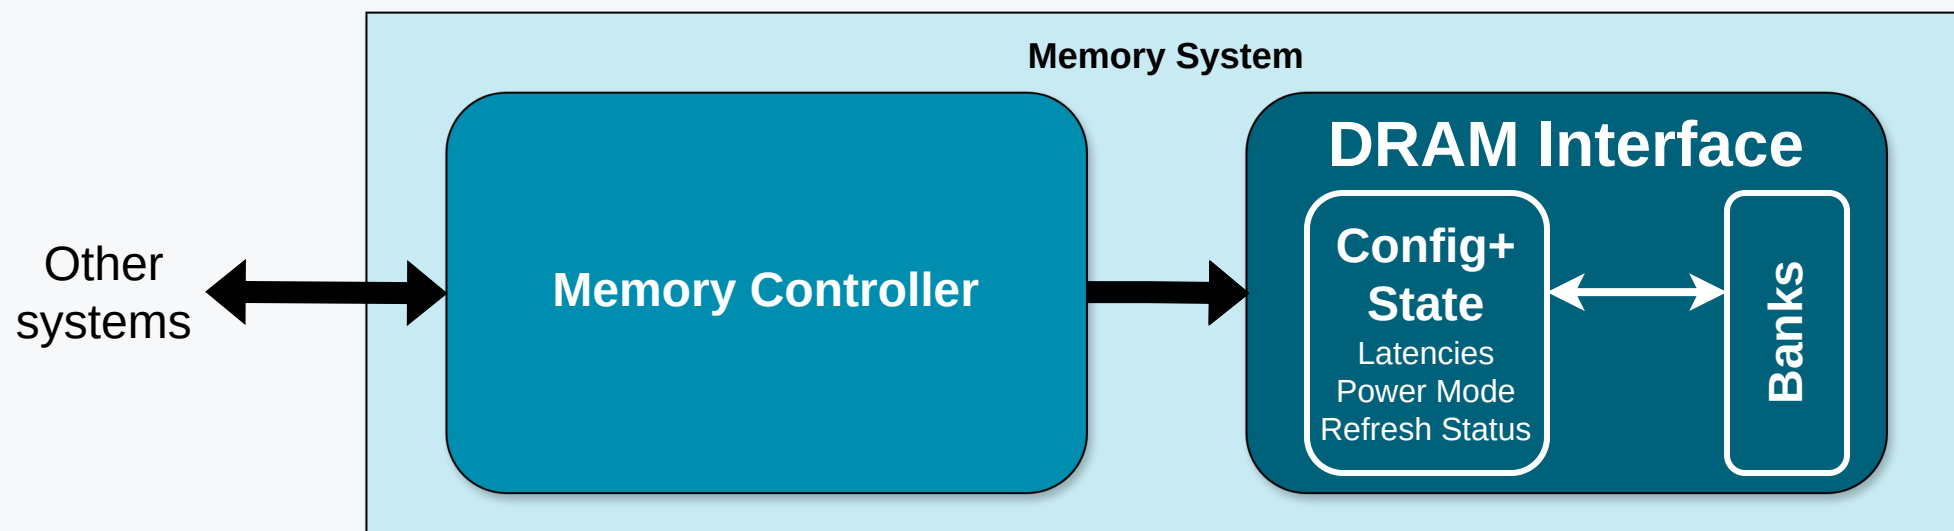 Memory System
Other
systems
Memory Controller
DRAM Interface
Config+
State
Latencies
Power Mode
Refresh Status
Banks